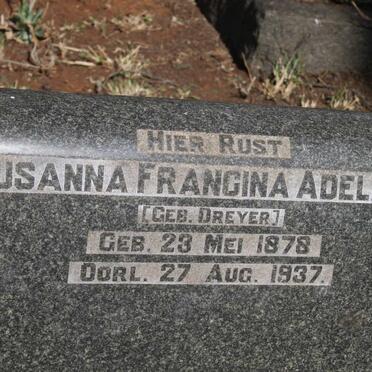 HIER RUST
USANNA FRANCINA ADEL
[GEB. DREYER]
GEB. 23 MEI 1878
OORL. 27 AUG. 1937.